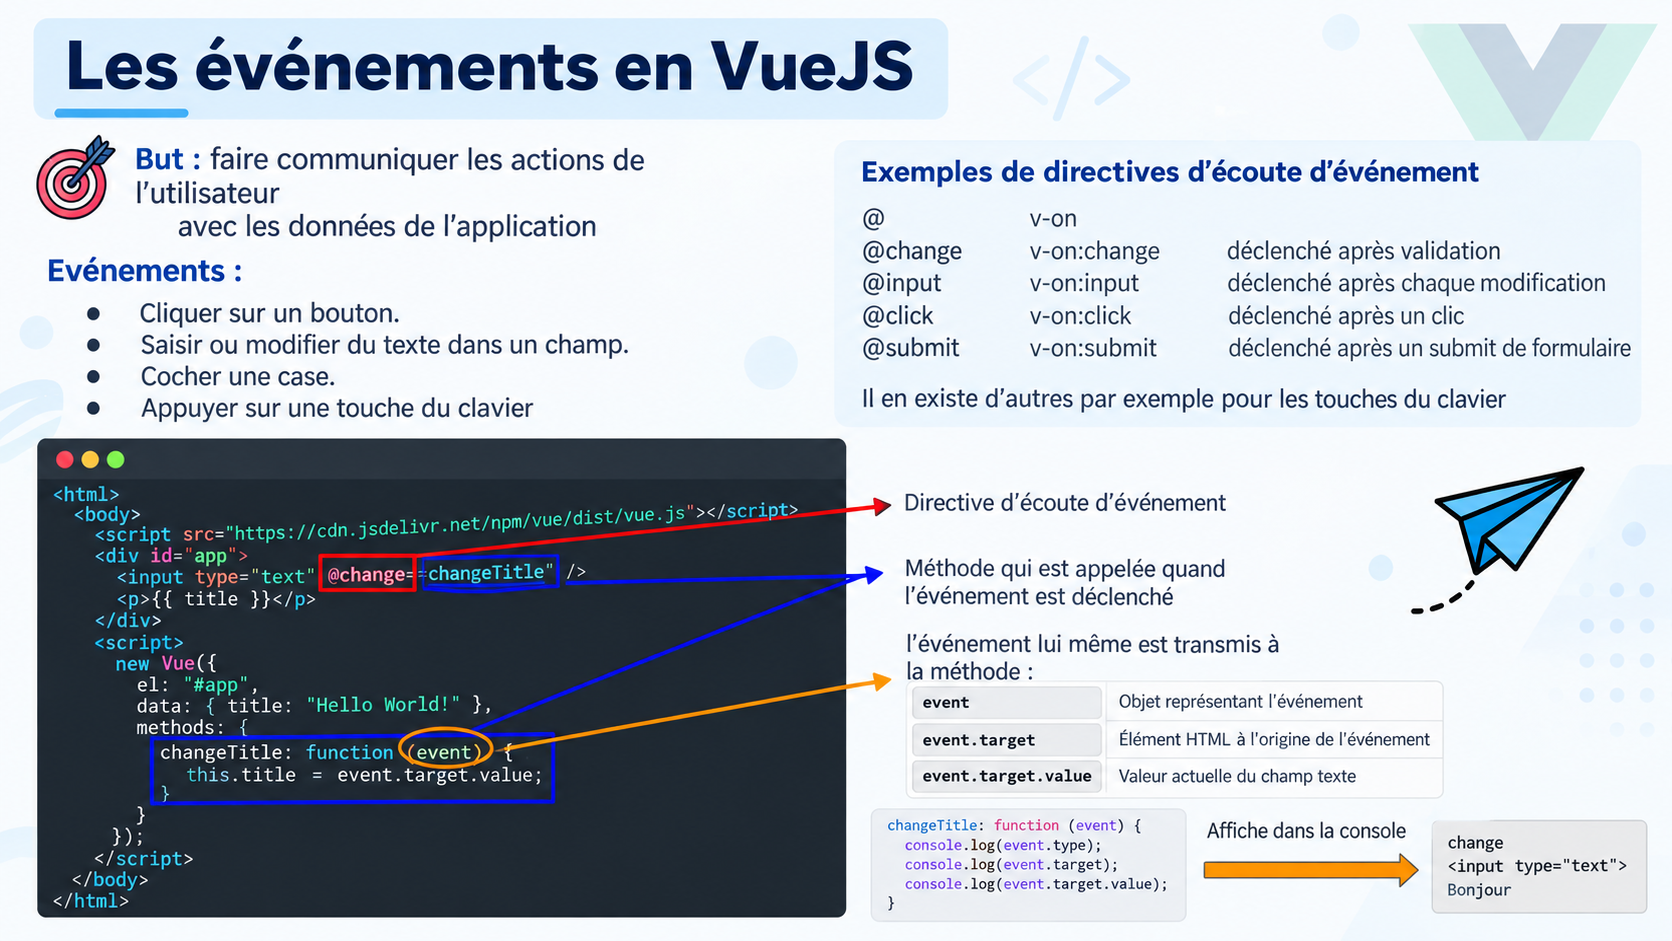 Les événements en VueJS
</>
But : faire communiquer les actions de
l'utilisateur
avec les données de l'application
Evénements :
● Cliquer sur un bouton.
● Saisir ou modifier du texte dans un champ.
● Cocher une case.
● Appuyer sur une touche du clavier
Exemples de directives d'écoute d'événement
@ v-on
@change v-on:change déclenché après validation
@input v-on:input déclenché après chaque modification
@click v-on:click déclenché après un clic
@submit v-on:submit déclenché après un submit de formulaire
Il en existe d'autres par exemple pour les touches du clavier
<html>
<body>
<script src="https://cdn.jsdelivr.net/npm/vue/dist/vue.js"></script>
<div id="app">
<input type="text" @change=changeTitle" />
<p>{{ title }}</p>
</div>
<script>
new Vue({
el: "#app",
data: { title: "Hello World!" },
methods: {
changeTitle: function (event) {
this.title = event.target.value;
}
}
});
</script>
</body>
</html>
Directive d'écoute d'événement
Méthode qui est appelée quand
l'événement est déclenché
l'événement lui même est transmis à
la méthode :
event Objet représentant l'événement
event.target Élément HTML à l'origine de l'événement
event.target.value Valeur actuelle du champ texte
changeTitle: function (event) {
console.log(event.type);
console.log(event.target);
console.log(event.target.value);
}
Affiche dans la console
change
<input type="text">
Bonjour